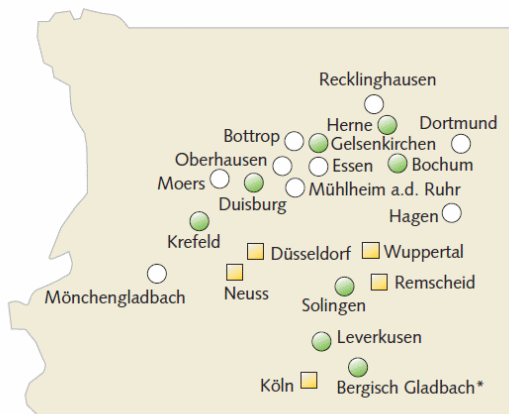 Recklinghausen
Herne
Dortmund
Bottrop
Gelsenkirchen
Oberhausen
Essen
Bochum
Moers
Mühlheim a.d. Ruhr
Duisburg
Hagen
Krefeld
Düsseldorf
Wuppertal
Mönchengladbach
Neuss
Remscheid
Solingen
Leverkusen
Köln
Bergisch Gladbach*